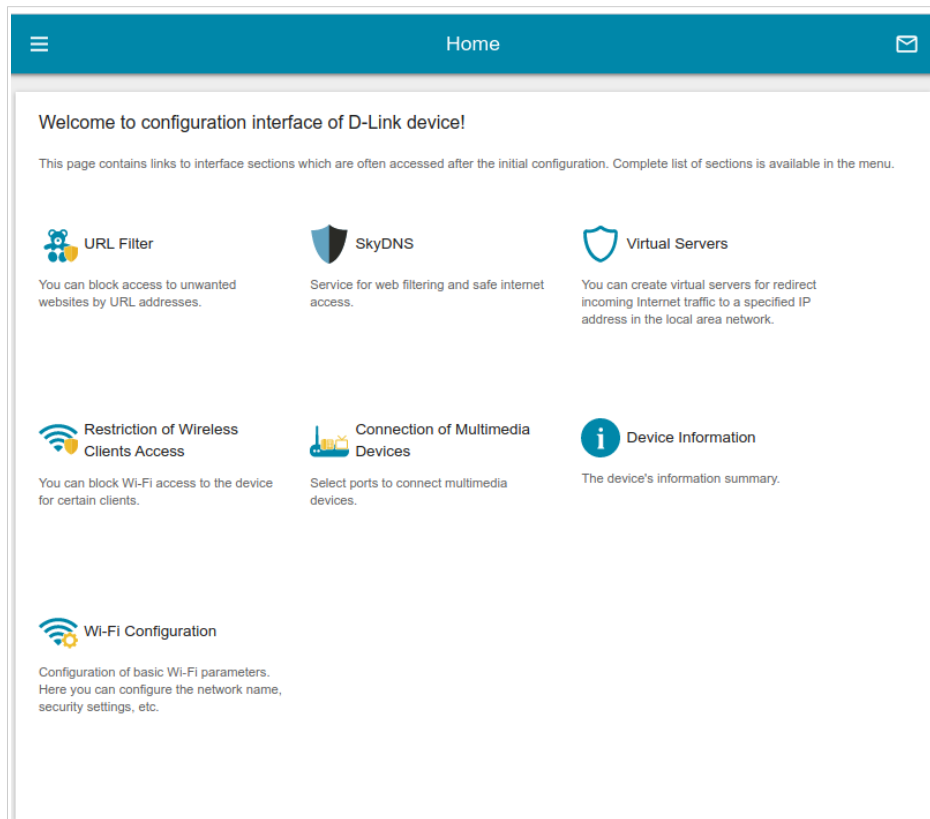 Home
Welcome to configuration interface of D-Link device!
This page contains links to interface sections which are often accessed after the initial configuration. Complete list of sections is available in the menu.
URL Filter
You can block access to unwanted
websites by URL addresses.
SkyDNS
Service for web filtering and safe internet
access.
Virtual Servers
You can create virtual servers for redirect
incoming Internet traffic to a specified IP
address in the local area network.
Restriction of Wireless
Clients Access
You can block Wi-Fi access to the device
for certain clients.
Connection of Multimedia
Devices
Select ports to connect multimedia
devices.
Device Information
The device's information summary.
Wi-Fi Configuration
Configuration of basic Wi-Fi parameters.
Here you can configure the network name,
security settings, etc.